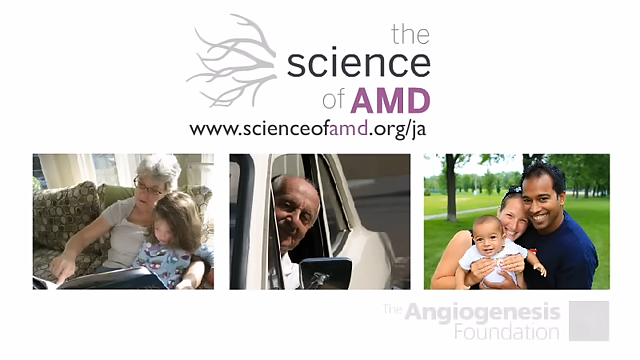 the
science
of AMD
www.scienceofamd.org/ja
The Angiogenesis
Foundation